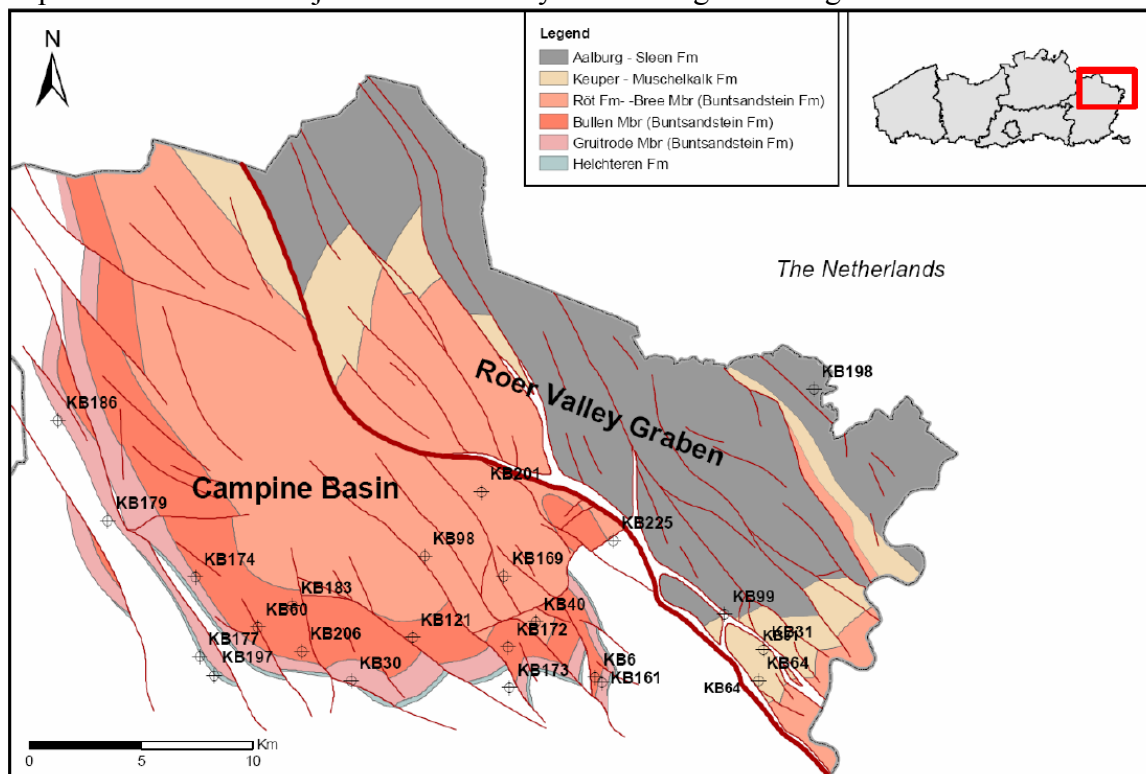 Legend
Aalburg - Sleen Fm
Keuper - Muschelkalk Fm
Röt Fm- -Bree Mbr (Buntsandstein Fm)
Bullen Mbr (Buntsandstein Fm)
Gruitrode Mbr (Buntsandstein Fm)
Helchteren Fm
N
The Netherlands
Roer Valley Graben
Campine Basin
KB198
KB186
KB201
KB179
KB225
KB98
KB169
KB174
KB183
KB60
KB40
KB99
KB121
KB172
KB31
KB206
KB177
KB197
KB30
KB173
KB6
KB161
KB64
KB64
Km
0 5 10